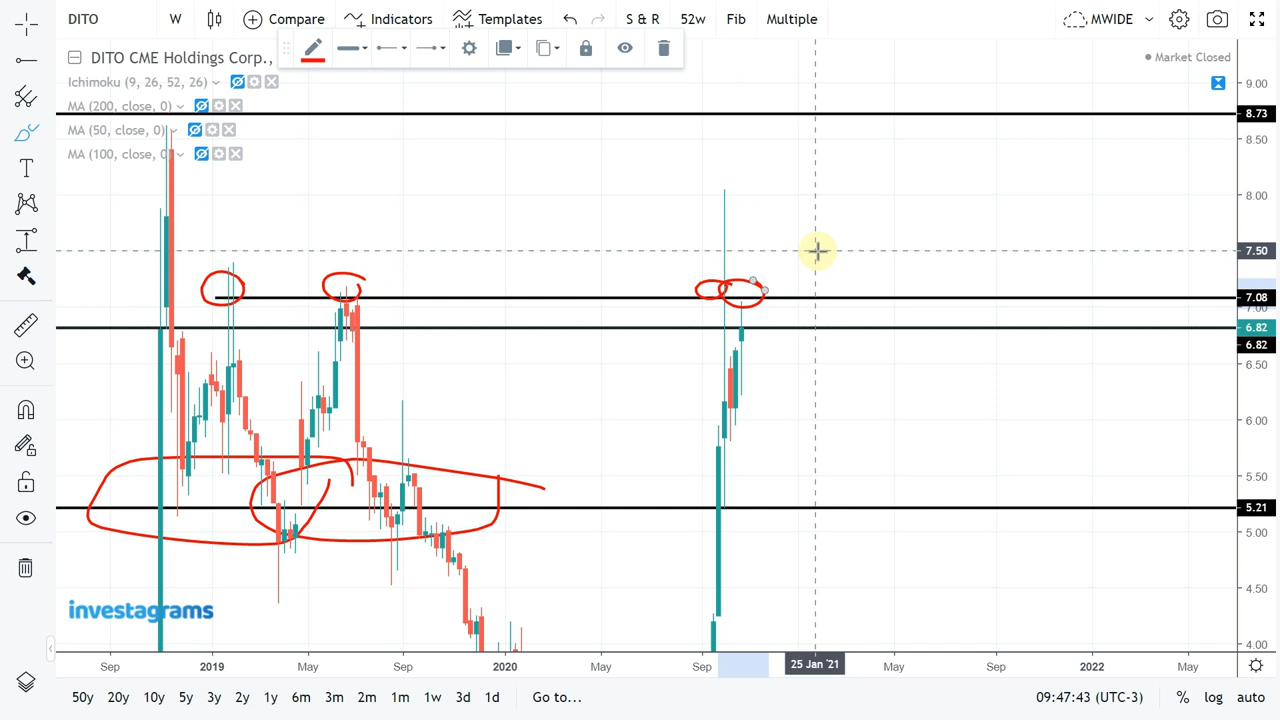 DITO W Compare Indicators Templates S & R 52w Fib Multiple MWIDE
DITO CME Holdings Corp.,
Market Closed
Ichimoku (9, 26, 52, 26)
MA (200, close, 0)
MA (50, close, 0)
MA (100, close, 0)
9.00
8.73
8.50
8.00
7.50
7.08
7.00
6.82
6.82
6.50
6.00
5.50
5.21
5.00
4.50
4.00
investagrams
Sep 2019 May Sep 2020 May Sep 25 Jan '21 May Sep 2022 May
50y 20y 10y 5y 3y 2y 1y 6m 3m 2m 1m 1w 3d 1d Go to... 09:47:43 (UTC-3) % log auto